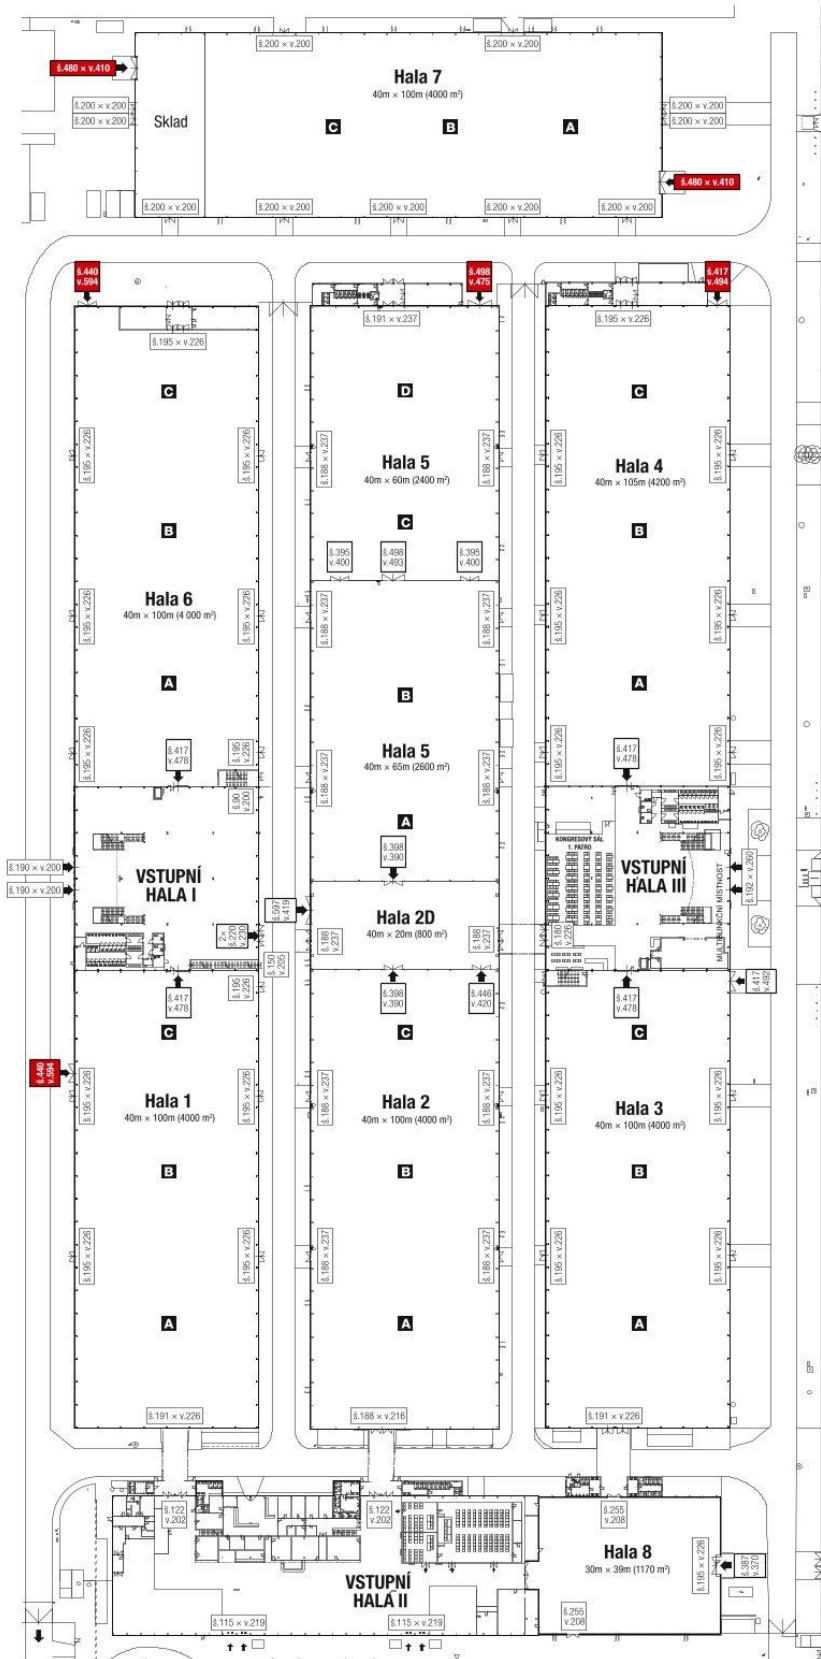 š.200 × v.200
š.200 × v.200
š.480 × v.410
Hala 7
40m × 100m (4000 m²)
š.200 × v.200
š.200 × v.200
š.200 × v.200
š.200 × v.200
Sklad
C
B
A
š.480 × v.410
š.200 × v.200
š.200 × v.200
š.200 × v.200
š.200 × v.200
š.200 × v.200
š.440
v.594
š.498
v.475
š.417
v.494
š.195 × v.226
š.191 × v.237
š.195 × v.226
C
D
C
š.195 × v.226
š.195 × v.226
š.188 × v.237
š.188 × v.237
š.195 × v.226
š.195 × v.226
Hala 5
40m × 60m (2400 m²)
Hala 4
40m × 105m (4200 m²)
C
B
B
š.395
v.400
š.498
v.493
š.395
v.400
Hala 6
40m × 100m (4 000 m²)
š.195 × v.226
š.195 × v.226
š.188 × v.237
š.188 × v.237
š.195 × v.226
š.195 × v.226
A
B
A
Hala 5
40m × 65m (2600 m²)
š.195 × v.226
š.417
v.478
š.195
v.226
š.188 × v.237
š.188 × v.237
š.195 × v.226
š.417
v.478
š.195 × v.226
š.90
v.200
A
š.398
v.390
KONGRESOVÝ SÁL
1. PATRO
š.190 × v.200
š.190 × v.200
VSTUPNÍ
HALA I
VSTUPNÍ
HALA III
MULTIFUNKČNÍ MÍSTNOST
š.192 × v.260
š.597
v.419
Hala 2D
40m × 20m (800 m²)
2×
š.220
v.230
š.188
v.237
š.188
v.237
š.180
v.226
š.150
v.205
š.417
v.478
š.195
v.226
š.398
v.390
š.446
v.420
š.417
v.478
š.417
v.492
C
C
C
š.440
v.594
Hala 1
40m × 100m (4000 m²)
Hala 2
40m × 100m (4000 m²)
Hala 3
40m × 100m (4000 m²)
š.195 × v.226
š.195 × v.226
š.188 × v.237
š.188 × v.237
š.195 × v.226
š.195 × v.226
B
B
B
š.195 × v.226
š.195 × v.226
š.188 × v.237
š.188 × v.237
š.195 × v.226
š.195 × v.226
A
A
A
š.191 × v.226
š.188 × v.216
š.191 × v.226
š.122
v.202
š.122
v.202
š.255
v.208
Hala 8
30m × 39m (1170 m²)
š.195 × v.226
š.387
v.370
VSTUPNÍ
HALA II
š.115 × v.219
š.115 × v.219
š.255
v.208